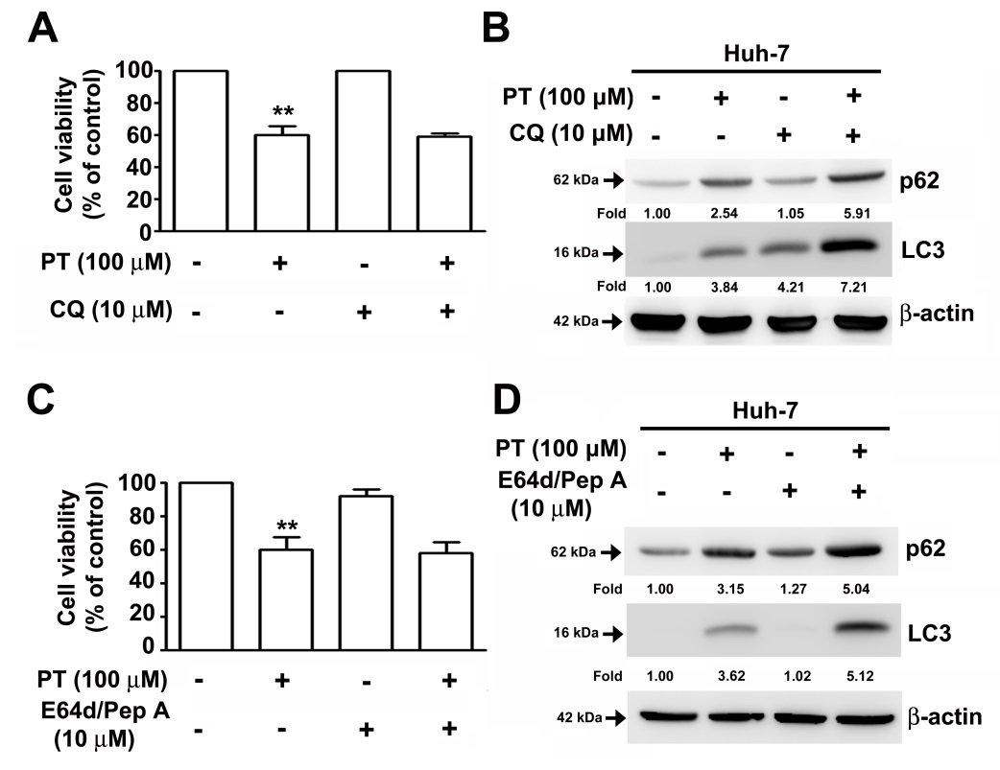 A
Cell viability
(% of control)
100
80
60
40
20
0
**
PT (100 μM) - + - +
CQ (10 μM) - - + +
B
Huh-7
PT (100 μM) - + - +
CQ (10 μM) - - + +
62 kDa p62
Fold 1.00 2.54 1.05 5.91
16 kDa LC3
Fold 1.00 3.84 4.21 7.21
42 kDa β-actin
C
Cell viability
(% of control)
100
80
60
40
20
0
**
PT (100 μM) - + - +
E64d/Pep A
(10 μM) - - + +
D
Huh-7
PT (100 μM) - + - +
E64d/Pep A
(10 μM) - - + +
62 kDa p62
Fold 1.00 3.15 1.27 5.04
16 kDa LC3
Fold 1.00 3.62 1.02 5.12
42 kDa β-actin